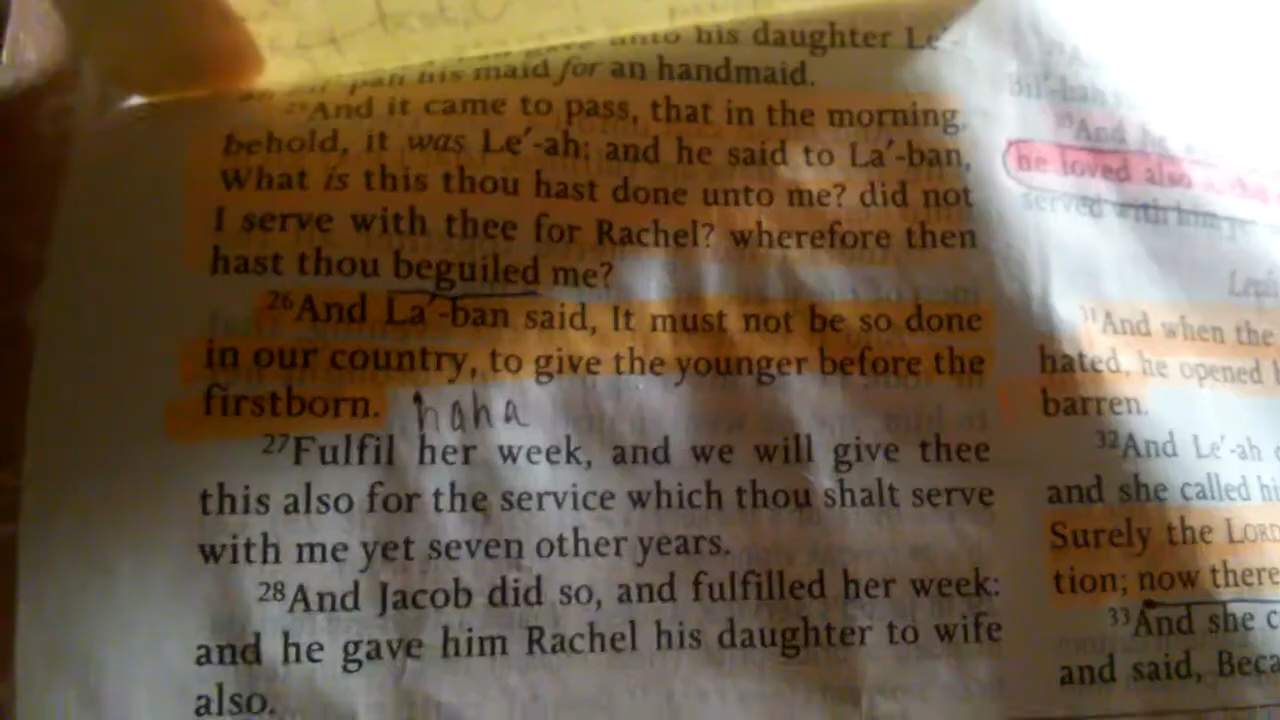 unto his daughter Le-
his maid for an handmaid.
And it came to pass, that in the morning,
behold, it was Le′-ah: and he said to La′-ban,
What is this thou hast done unto me? did not
I serve with thee for Rachel? wherefore then
hast thou beguiled me?
26And La′-ban said, It must not be so done
in our country, to give the younger before the
firstborn. haha
27Fulfil her week, and we will give thee
this also for the service which thou shalt serve
with me yet seven other years.
28And Jacob did so, and fulfilled her week:
and he gave him Rachel his daughter to wife
also.
And he
he loved also
served with him
31And when the
hated, he opened
barren.
32And Le′-ah
and she called hi
Surely the LORD
tion; now there
33And she c
and said, Beca